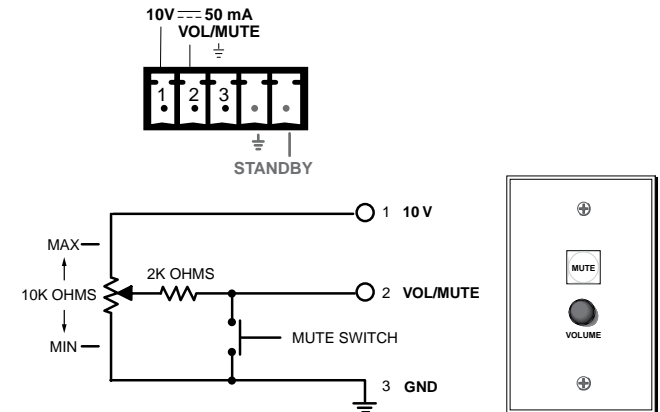 10V 50 mA
VOL/MUTE
1 2 3
STANDBY
1 10 V
MAX
2K OHMS
10K OHMS
2 VOL/MUTE
MIN
MUTE SWITCH
3 GND
MUTE
VOLUME